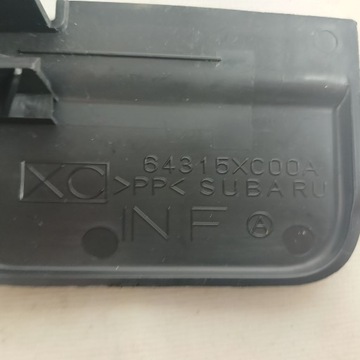 64315XC00A
XC >PP< SUBARU
INF A